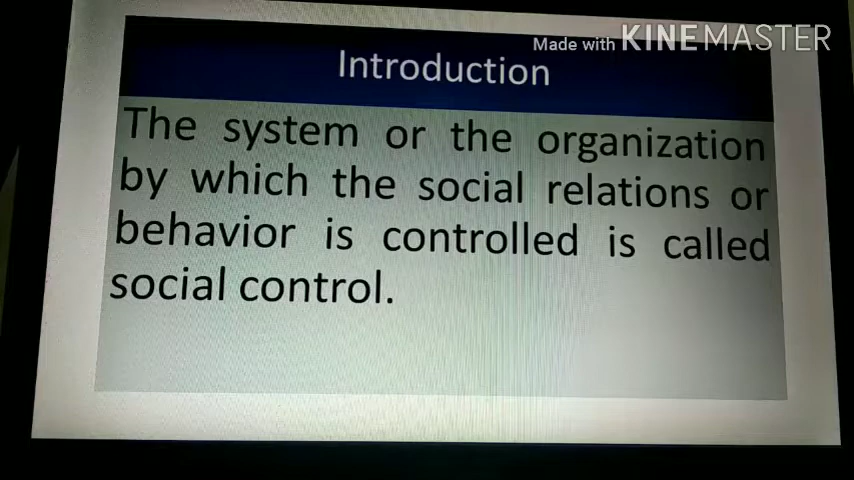 Made with KINEMASTER
Introduction
The system or the organization
by which the social relations or
behavior is controlled is called
social control.